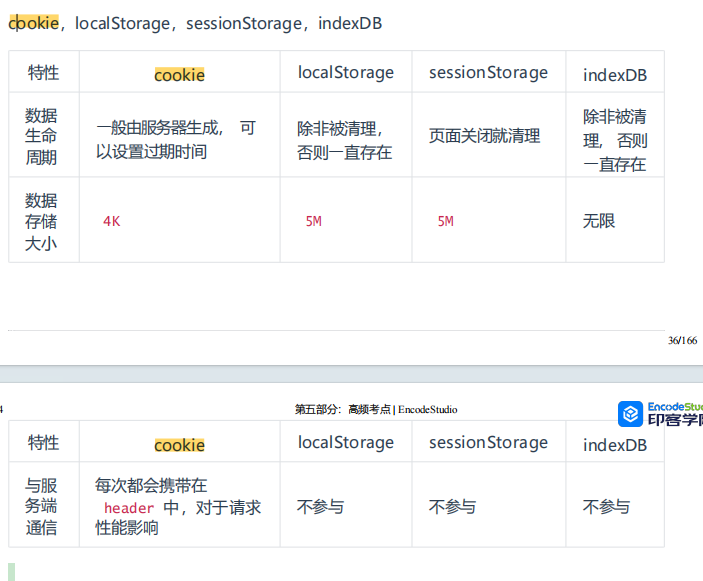 cookie，localStorage，sessionStorage，indexDB
特性 cookie localStorage sessionStorage indexDB
数据
生命
周期
一般由服务器生成， 可
以设置过期时间
除非被清理，
否则一直存在
页面关闭就清理
除非被清
理， 否则
一直存在
数据
存储
大小
4K
5M
5M
无限
36/166
4
第五部分：高频考点 | EncodeStudio
EncodeStu
印客学
特性 cookie localStorage sessionStorage indexDB
与服
务端
通信
每次都会携带在
header 中，对于请求
性能影响
不参与
不参与
不参与